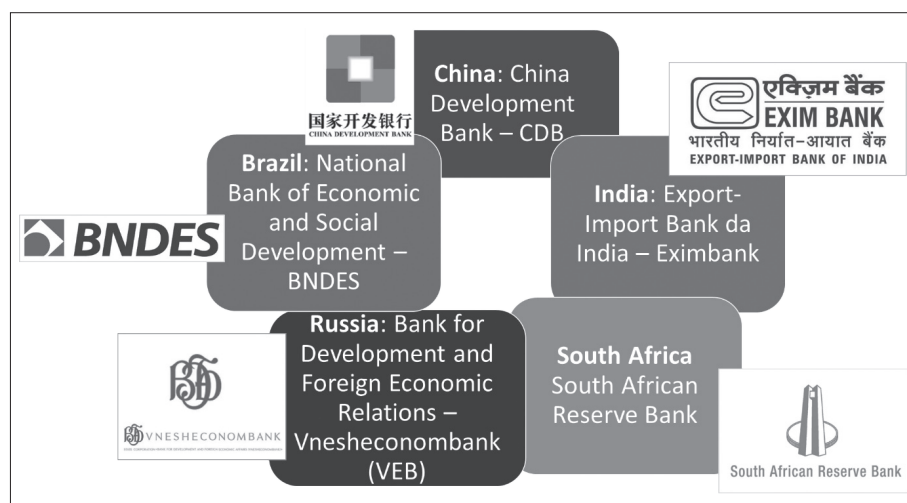 国家开发银行
CHINA DEVELOPMENT BANK
China: China
Development
Bank – CDB
एक्ज़िम बैंक
EXIM BANK
भारतीय निर्यात-आयात बैंक
EXPORT-IMPORT BANK OF INDIA
Brazil: National
Bank of Economic
and Social
Development –
BNDES
BNDES
India: Export-
Import Bank da
India – Eximbank
Russia: Bank for
Development and
Foreign Economic
Relations –
Vnesheconombank
(VEB)
VNESHECONOMBANK
South Africa
South African
Reserve Bank
South African Reserve Bank